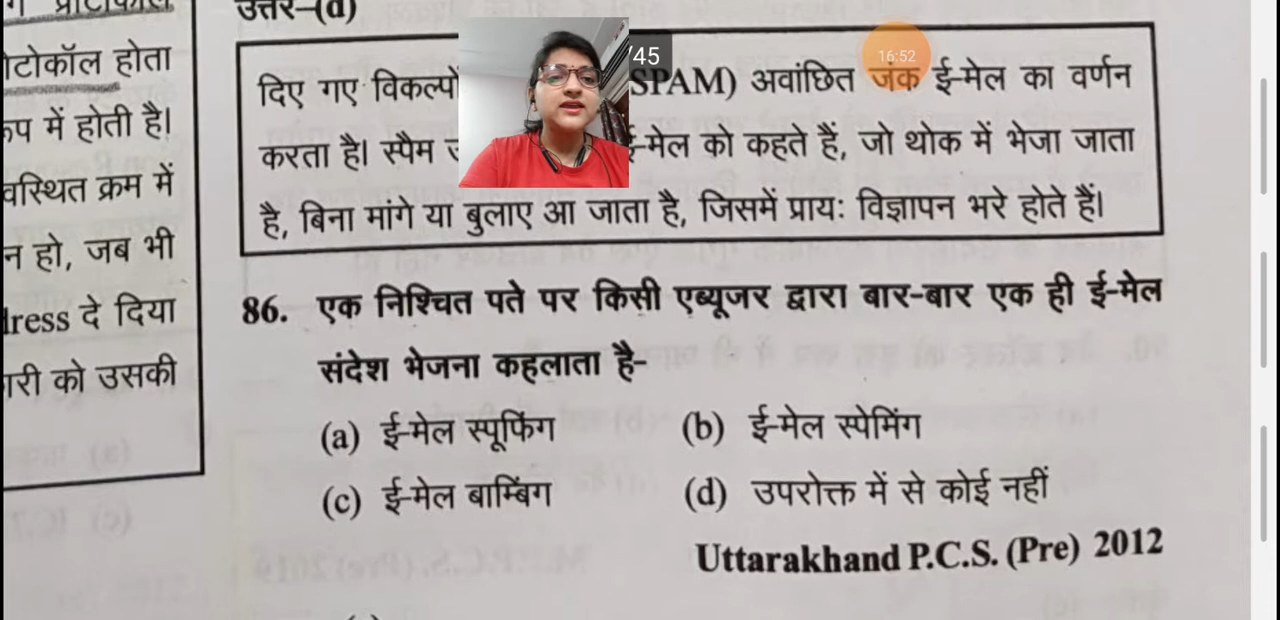 उत्तर-(d)
टोकॉल होता
रूप में होती है।
वस्थित क्रम में
न हो, जब भी
dress दे दिया
कारी को उसकी
/45
16:52
दिए गए विकल्पों SPAM) अवांछित जंक ई-मेल का वर्णन
करता है। स्पैम ई-मेल को कहते हैं, जो थोक में भेजा जाता
है, बिना मांगे या बुलाए आ जाता है, जिसमें प्रायः विज्ञापन भरे होते हैं।
86. एक निश्चित पते पर किसी एब्यूजर द्वारा बार-बार एक ही ई-मेल
संदेश भेजना कहलाता है-
(a) ई-मेल स्पूफिंग (b) ई-मेल स्पेमिंग
(c) ई-मेल बाम्बिंग (d) उपरोक्त में से कोई नहीं
Uttarakhand P.C.S. (Pre) 2012